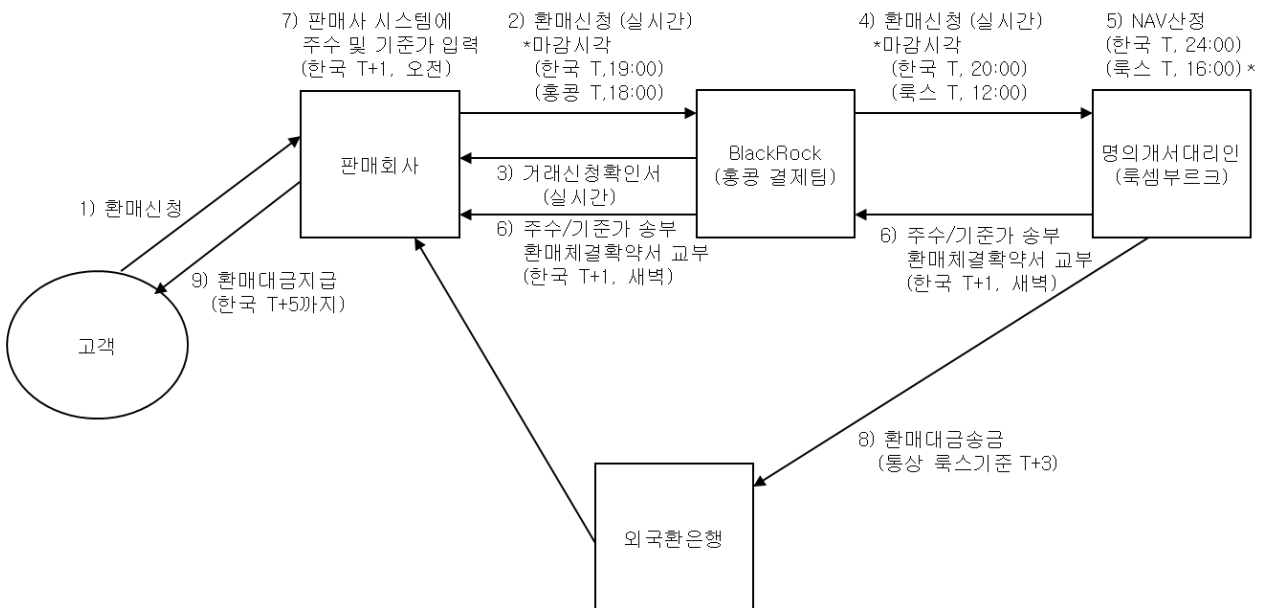 7) 판매사 시스템에
주수 및 기준가 입력
(한국 T+1, 오전)
2) 환매신청 (실시간)
*마감시각
(한국 T,19:00)
(홍콩 T,18:00)
4) 환매신청 (실시간)
*마감시각
(한국 T, 20:00)
(룩스 T, 12:00)
5) NAV산정
(한국 T, 24:00)
(룩스 T, 16:00) *
판매회사
BlackRock
(홍콩 결제팀)
명의개서대리인
(룩셈부르크)
3) 거래신청확인서
(실시간)
1) 환매신청
6) 주수/기준가 송부
환매체결확약서 교부
(한국 T+1, 새벽)
6) 주수/기준가 송부
환매체결확약서 교부
(한국 T+1, 새벽)
9) 환매대금지급
(한국 T+5까지)
고객
8) 환매대금송금
(통상 룩스기준 T+3)
외국환은행